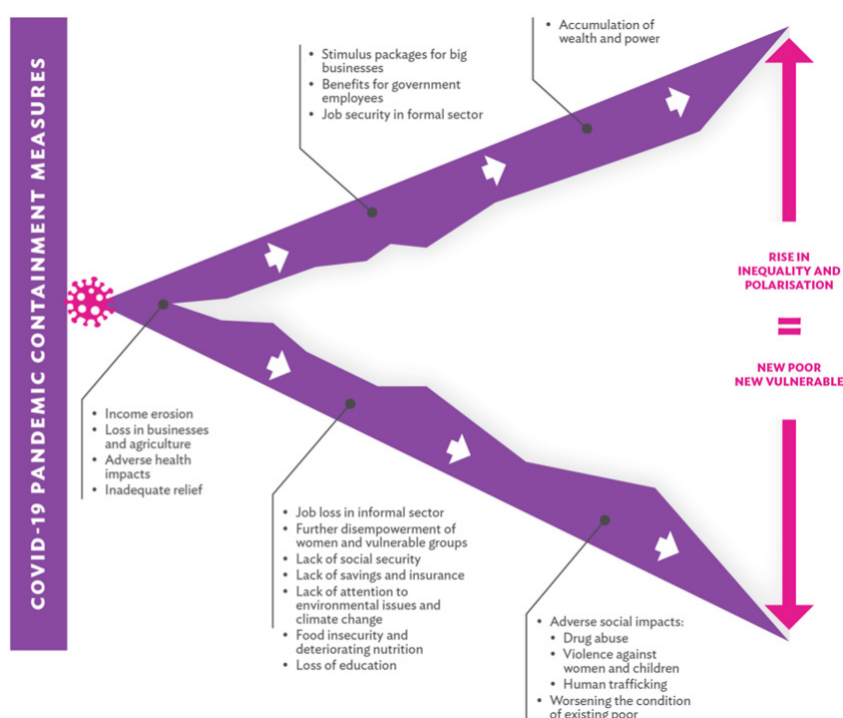 COVID-19 PANDEMIC CONTAINMENT MEASURES
• Stimulus packages for big
businesses
• Benefits for government
employees
• Job security in formal sector
• Accumulation of
wealth and power
RISE IN
INEQUALITY AND
POLARISATION
=
NEW POOR
NEW VULNERABLE
• Income erosion
• Loss in businesses
and agriculture
• Adverse health
impacts
• Inadequate relief
• Job loss in informal sector
• Further disempowerment of
women and vulnerable groups
• Lack of social security
• Lack of savings and insurance
• Lack of attention to
environmental issues and
climate change
• Food insecurity and
deteriorating nutrition
• Loss of education
• Adverse social impacts:
• Drug abuse
• Violence against
women and children
• Human trafficking
• Worsening the condition
of existing poor